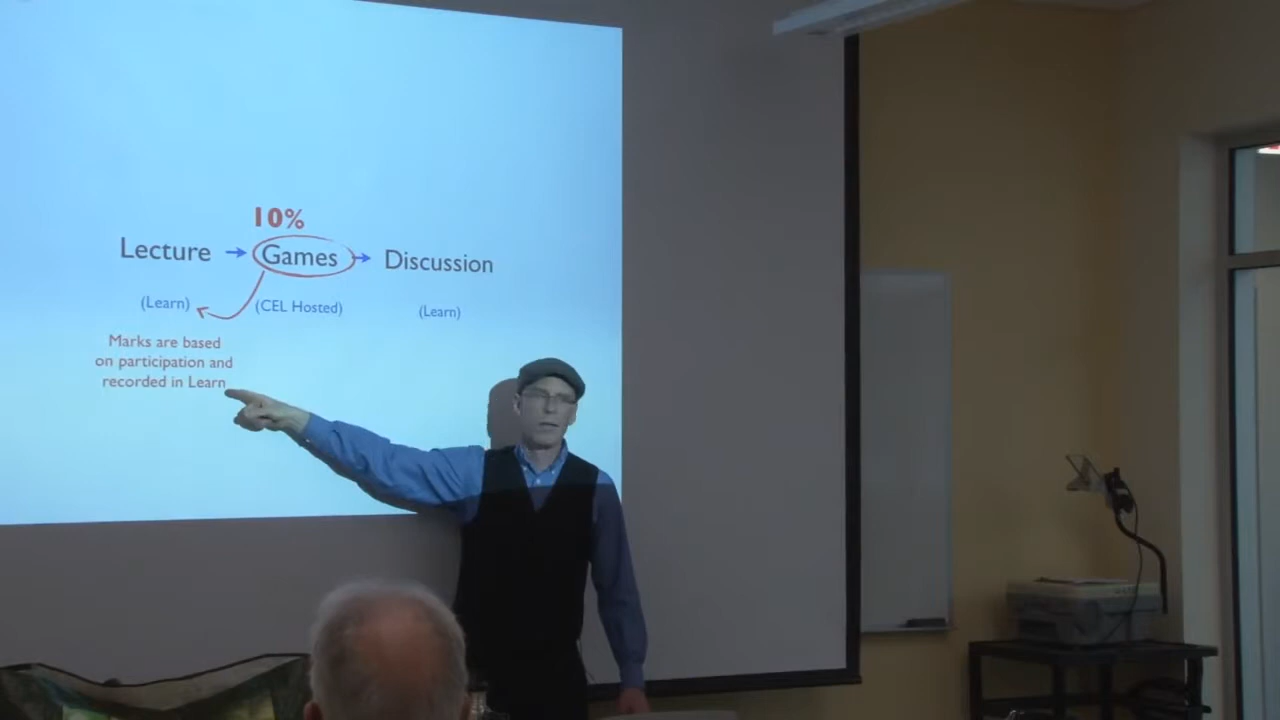 10%
Lecture → Games → Discussion
(Learn) (CEL Hosted) (Learn)
Marks are based
on participation and
recorded in Learn